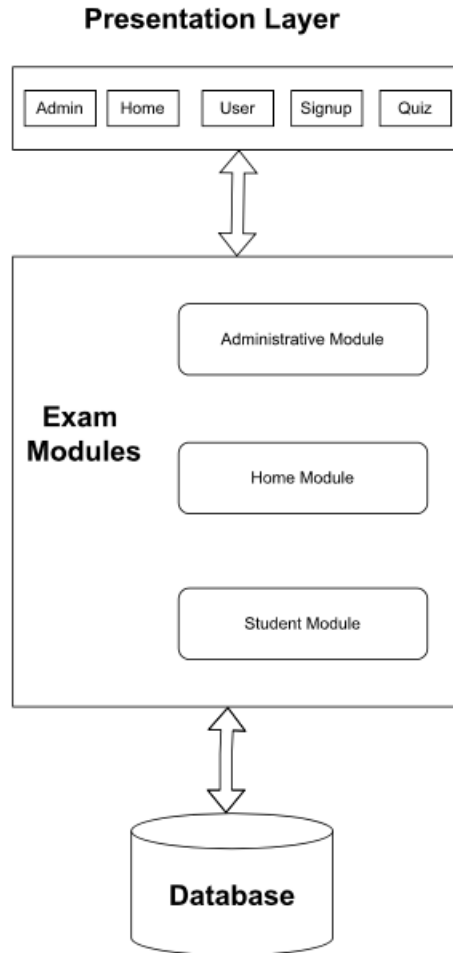 Presentation Layer
Admin Home User Signup Quiz
Administrative Module
Exam
Modules
Home Module
Student Module
Database